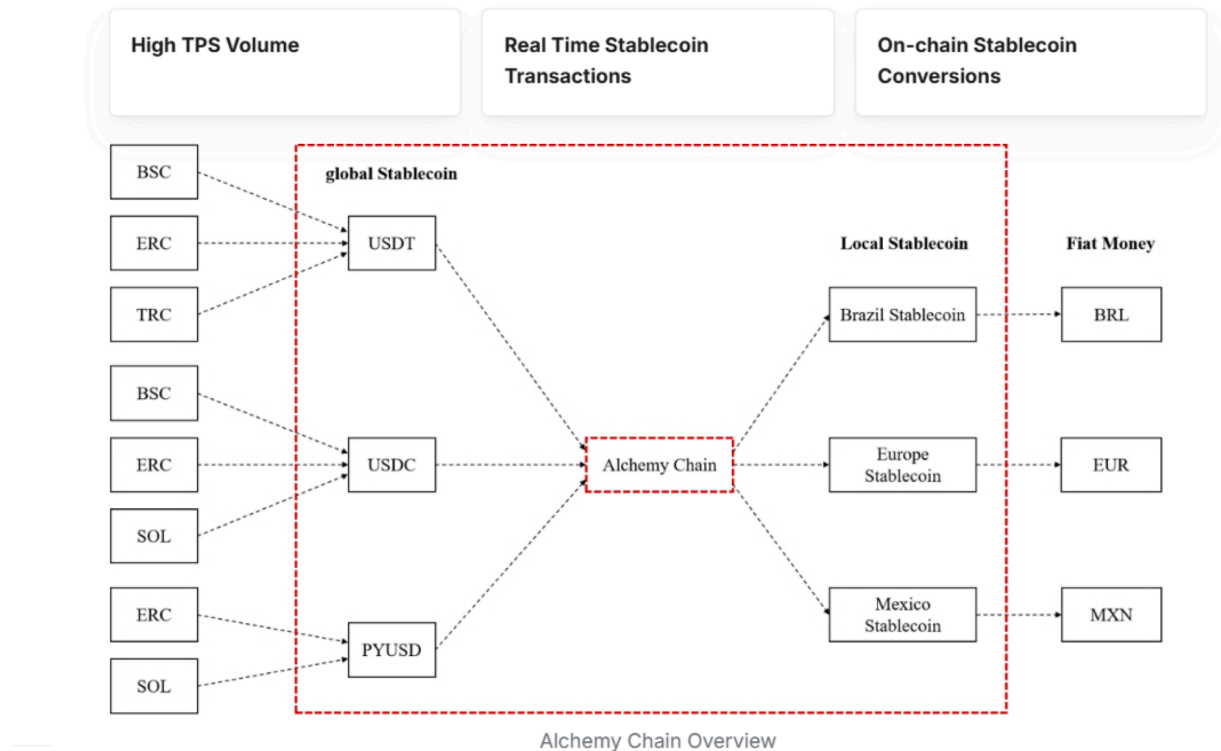 High TPS Volume
Real Time Stablecoin
Transactions
On-chain Stablecoin
Conversions
global Stablecoin
Local Stablecoin
Fiat Money
BSC
ERC
TRC
USDT
BSC
ERC
SOL
USDC
ERC
SOL
PYUSD
Alchemy Chain
Brazil Stablecoin
BRL
Europe
Stablecoin
EUR
Mexico
Stablecoin
MXN
Alchemy Chain Overview